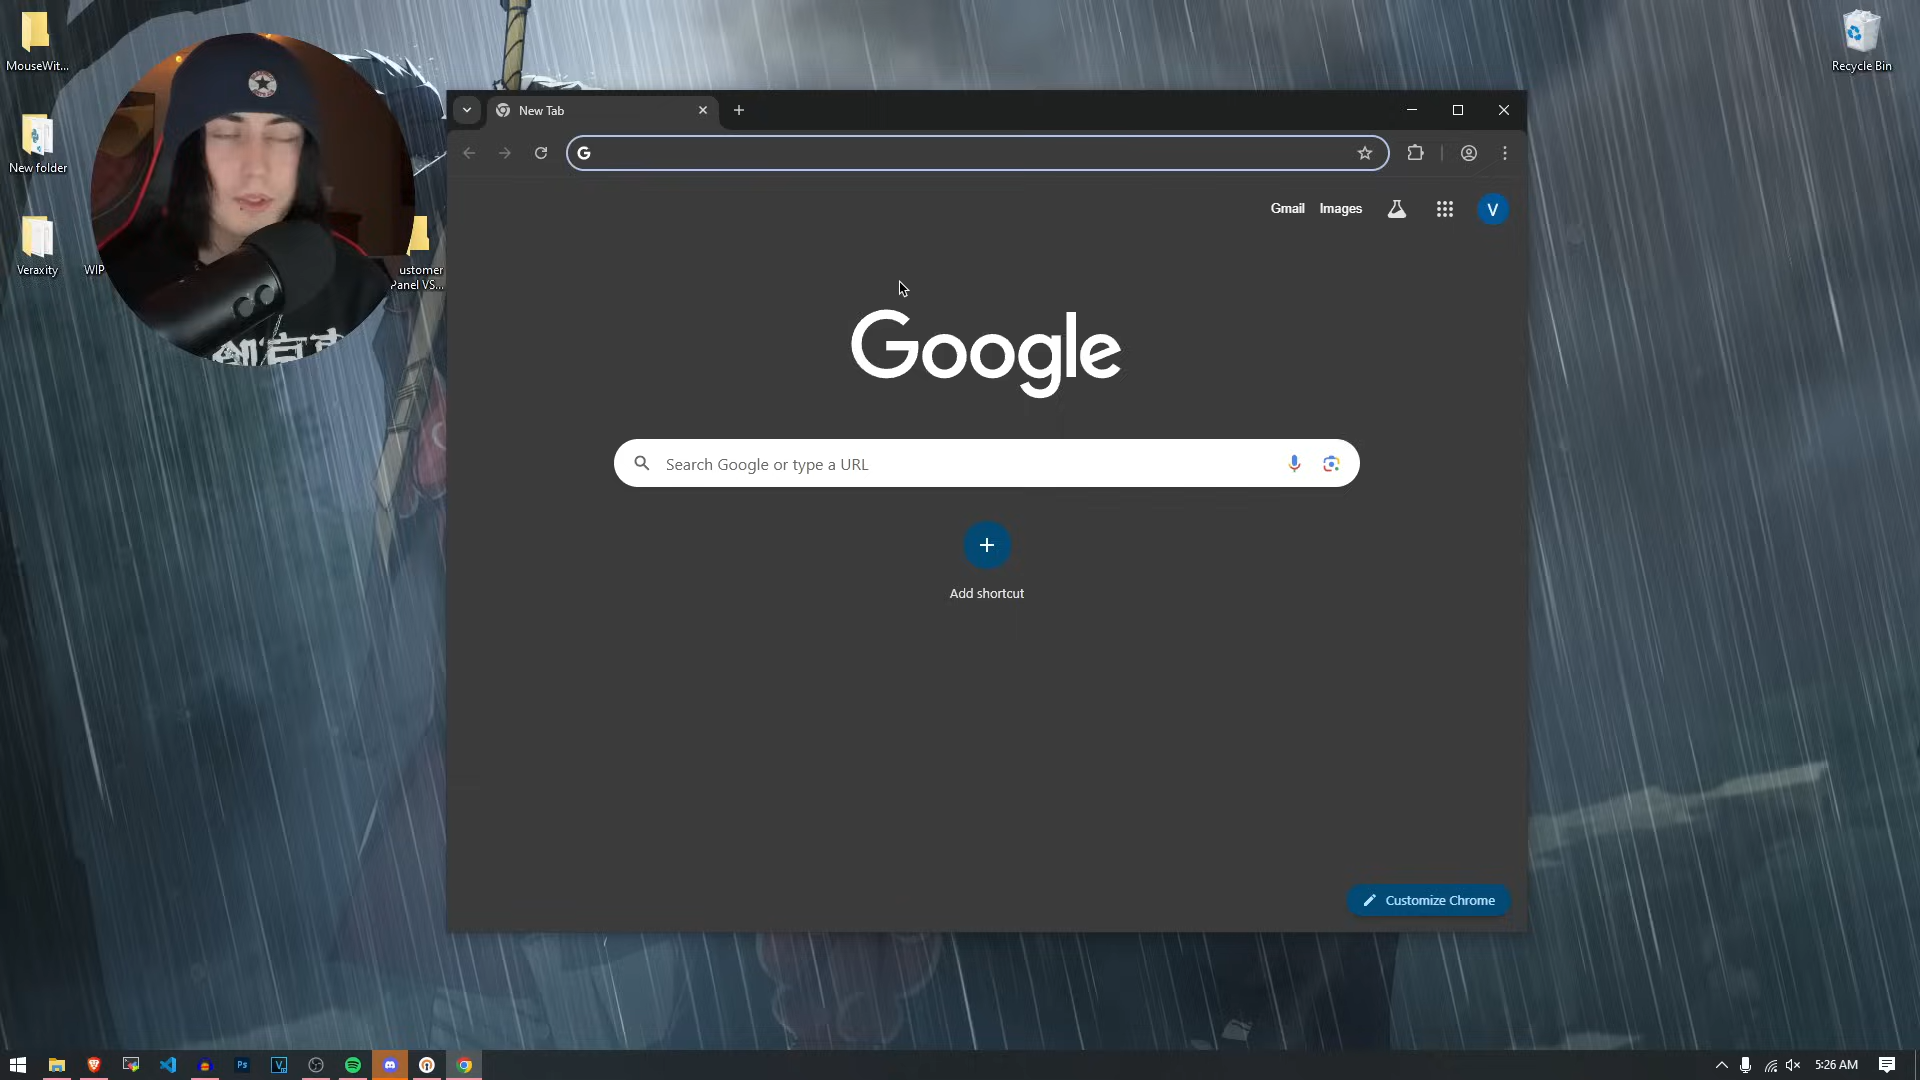 MouseWit...
New folder
Veraxity
WIP
ustomer
Panel VS...
Recycle Bin
New Tab
Gmail
Images
V
Google
Search Google or type a URL
Add shortcut
Customize Chrome
Ps
5:26 AM